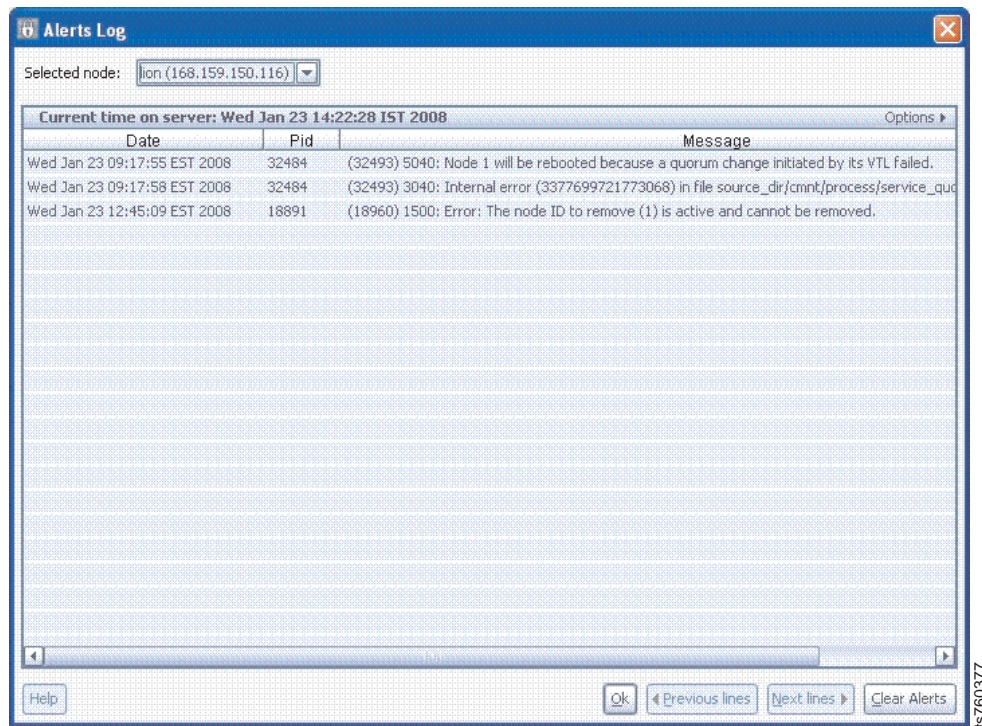 Alerts Log
Selected node: lion (168.159.150.116)
Current time on server: Wed Jan 23 14:22:28 IST 2008 Options
Date Pid Message
Wed Jan 23 09:17:55 EST 2008 32484 (32493) 5040: Node 1 will be rebooted because a quorum change initiated by its VTL failed.
Wed Jan 23 09:17:58 EST 2008 32484 (32493) 3040: Internal error (3377699721773068) in file source_dir/cmnt/process/service_quo
Wed Jan 23 12:45:09 EST 2008 18891 (18960) 1500: Error: The node ID to remove (1) is active and cannot be removed.
Help Ok Previous lines Next lines Clear Alerts
ts760377